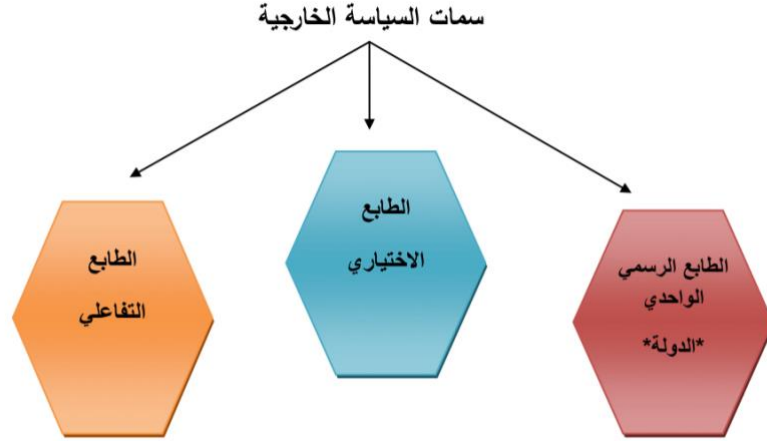 سمات السياسة الخارجية
الطابع الرسمي
الواحدي
*الدولة*
الطابع
الاختياري
الطابع
التفاعلي